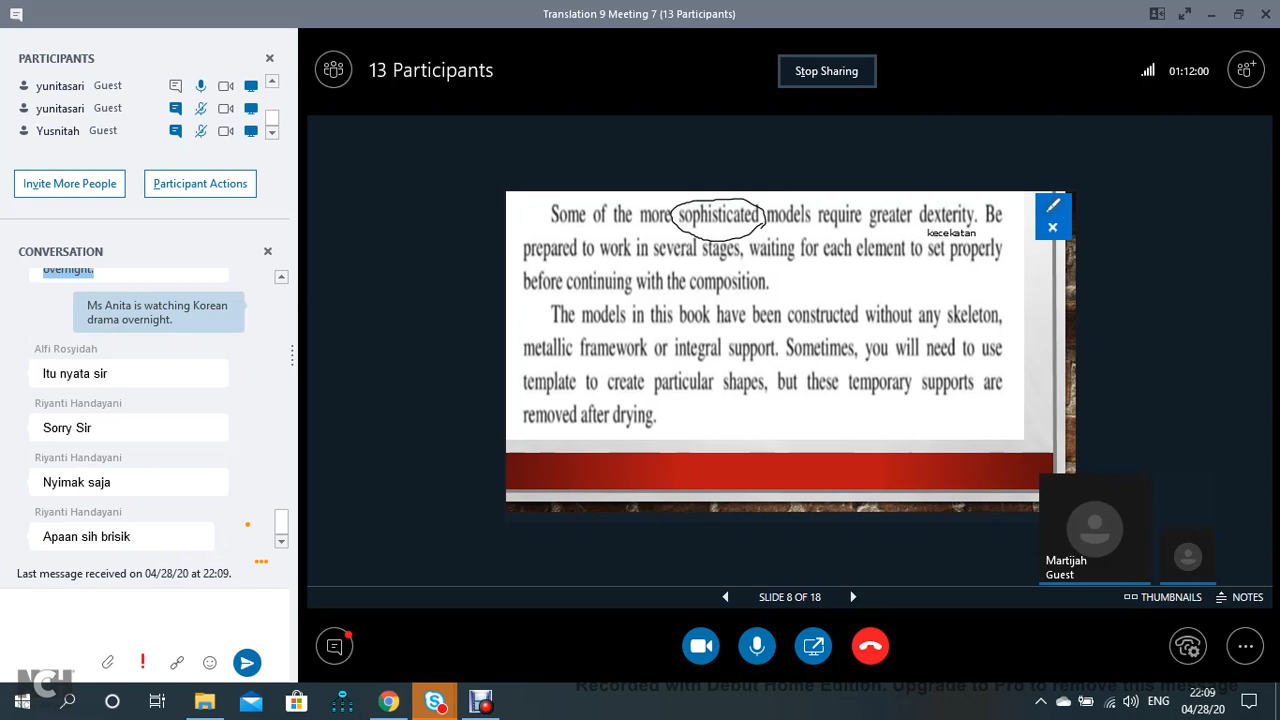 Translation 9 Meeting 7 (13 Participants)
PARTICIPANTS
yunitasari Guest
yunitasari Guest
Yusnitah Guest
Invite More People
Participant Actions
CONVERSATION
overnight.
Ms Anita is watching Korean
drama overnight.
Alfi Rosyidah
Itu nyata sir
Riyanti Handayani
Sorry Sir
Riyanti Handayani
Nyimak saja
Riyanti Handayani
Apaan sih brisik
Last message received on 04/28/20 at 22:09.
13 Participants
Stop Sharing
01:12:00
Some of the more sophisticated models require greater dexterity. Be
kecekatan
prepared to work in several stages, waiting for each element to set properly
before continuing with the composition.
The models in this book have been constructed without any skeleton,
metallic framework or integral support. Sometimes, you will need to use
template to create particular shapes, but these temporary supports are
removed after drying.
Martijah
Guest
SLIDE 8 OF 18
THUMBNAILS
NOTES
NCH
Recorded with Debut Home Edition. Upgrade to Pro to remove this message
ENG
22:09
04/28/20